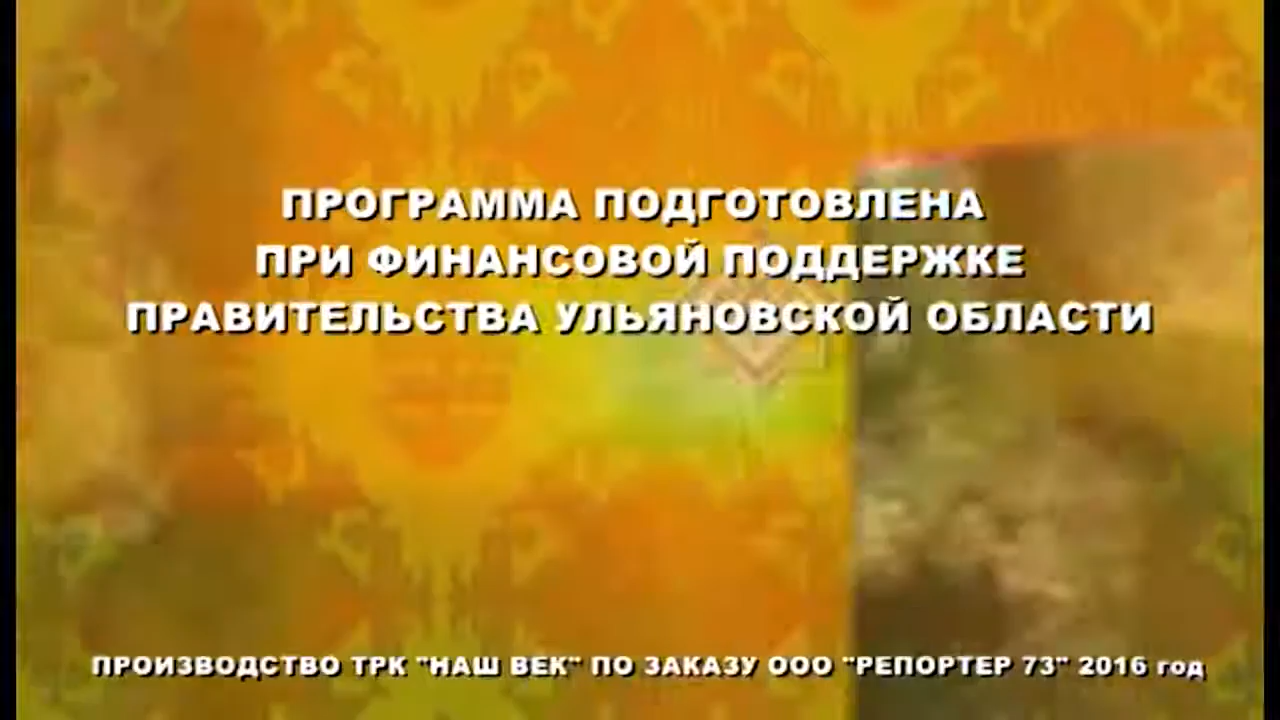 ПРОГРАММА ПОДГОТОВЛЕНА
ПРИ ФИНАНСОВОЙ ПОДДЕРЖКЕ
ПРАВИТЕЛЬСТВА УЛЬЯНОВСКОЙ ОБЛАСТИ
ПРОИЗВОДСТВО ТРК "НАШ ВЕК" ПО ЗАКАЗУ ООО "РЕПОРТЕР 73" 2016 год